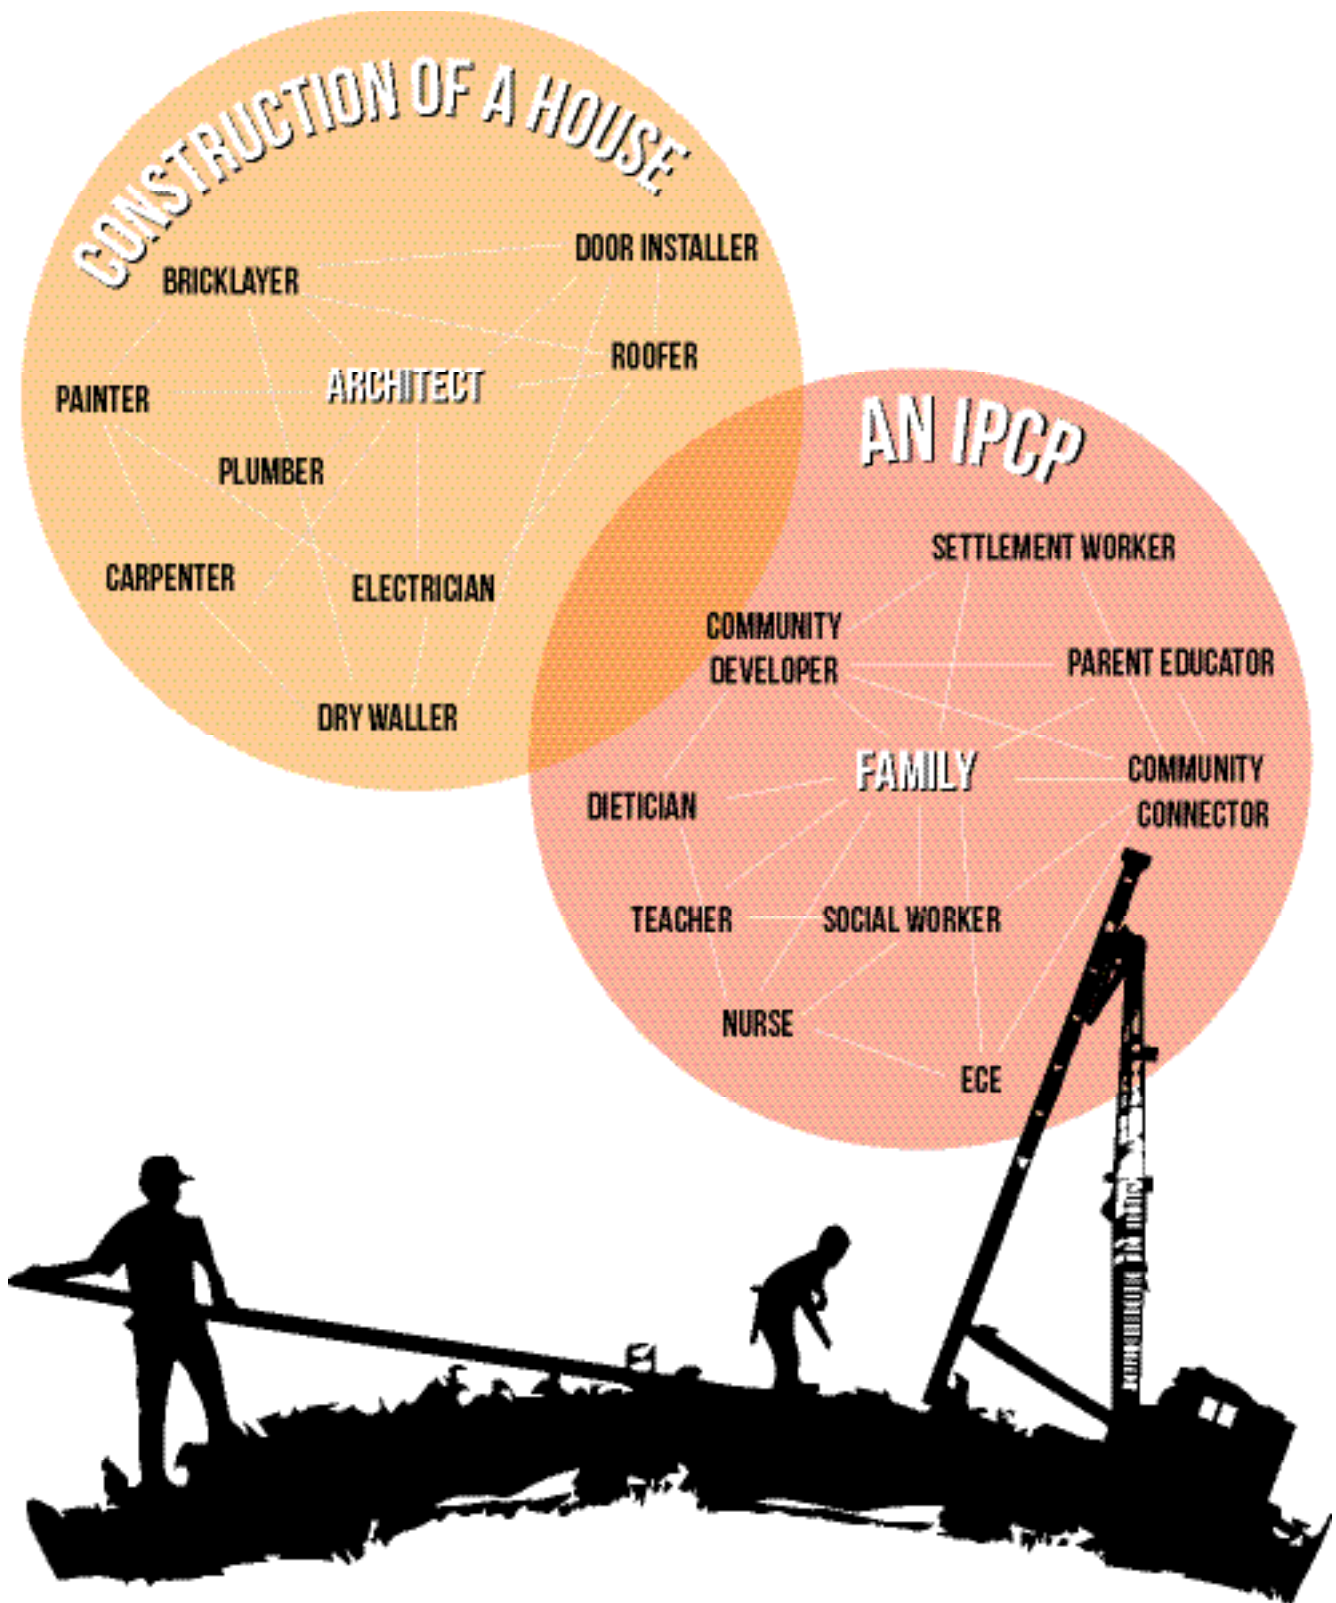 CONSTRUCTION OF A HOUSE
DOOR INSTALLER
BRICKLAYER
ROOFER
ARCHITECT
PAINTER
PLUMBER
CARPENTER
ELECTRICIAN
DRY WALLER
AN IPCP
SETTLEMENT WORKER
COMMUNITY
DEVELOPER
PARENT EDUCATOR
FAMILY
COMMUNITY
CONNECTOR
DIETICIAN
TEACHER
SOCIAL WORKER
NURSE
ECE